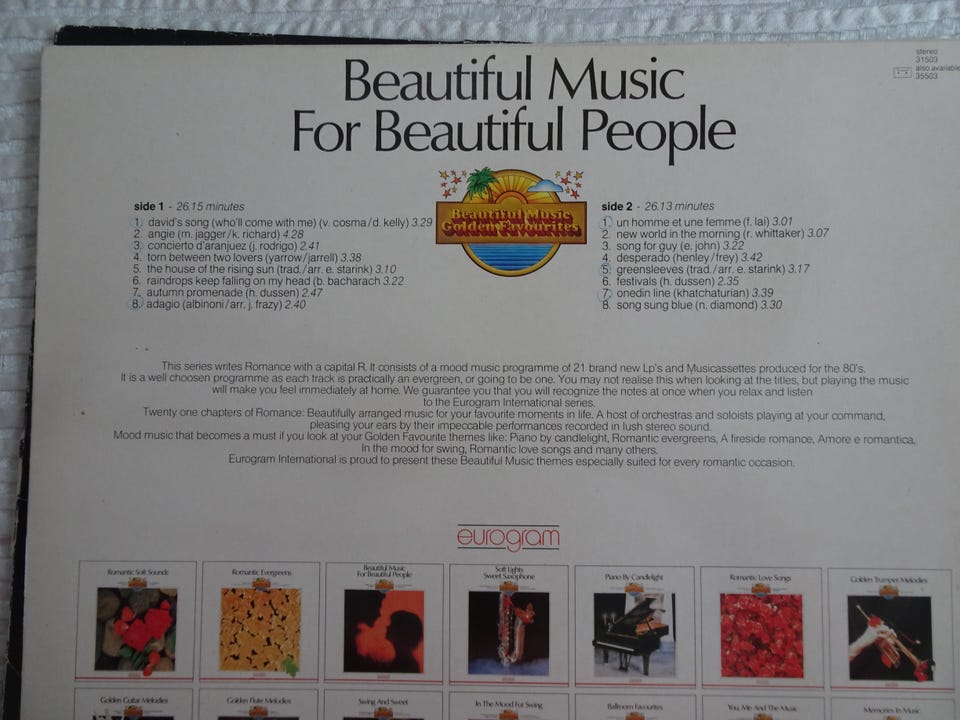 stereo
31503
also available
35503
Beautiful Music
For Beautiful People
Beautiful Music
Golden Favourites
side 1 - 26.15 minutes
1. david's song (who'll come with me) (v. cosma/d. kelly) 3.29
2. angie (m. jagger/k. richard) 4.28
3. concierto d'aranjuez (j. rodrigo) 2.41
4. torn between two lovers (yarrow/jarrell) 3.38
5. the house of the rising sun (trad./arr. e. starink) 3.10
6. raindrops keep falling on my head (b. bacharach 3.22
7. autumn promenade (h. dussen) 2.47
8. adagio (albinoni/arr. j. frazy) 2.40
side 2 - 26.13 minutes
1. un homme et une femme (f. lai) 3.01
2. new world in the morning (r. whittaker) 3.07
3. song for guy (e. john) 3.22
4. desperado (henley/frey) 3.42
5. greensleeves (trad./arr. e. starink) 3.17
6. festivals (h. dussen) 2.35
7. onedin line (khatchaturian) 3.39
8. song sung blue (n. diamond) 3.30
This series writes Romance with a capital R. It consists of a mood music programme of 21 brand new Lp's and Musicassettes produced for the 80's.
It is a well choosen programme as each track is practically an evergreen, or going to be one. You may not realise this when looking at the titles, but playing the music
will make you feel immediately at home. We guarantee you that you will recognize the notes at once when you relax and listen
to the Eurogram International series.
Twenty one chapters of Romance: Beautifully arranged music for your favourite moments in life. A host of orchestras and soloists playing at your command,
pleasing your ears by their impeccable performances recorded in lush stereo sound.
Mood music that becomes a must if you look at your Golden Favourite themes like: Piano by candlelight, Romantic evergreens, A fireside romance, Amore e romantica,
In the mood for swing, Romantic love songs and many others.
Eurogram International is proud to present these Beautiful Music themes especially suited for every romantic occasion.
eurogram
Romantic Soft Sounds
Romantic Evergreens
Beautiful Music
For Beautiful People
Soft Lights
Sweet Saxophone
Piano By Candlelight
Romantic Love Songs
Golden Trumpet Melodies
Golden Guitar Melodies
Golden Flute Melodies
Swing And Sweet
In The Mood For Swing
Ballroom Favourites
You, Me And The Music
Memories In Music